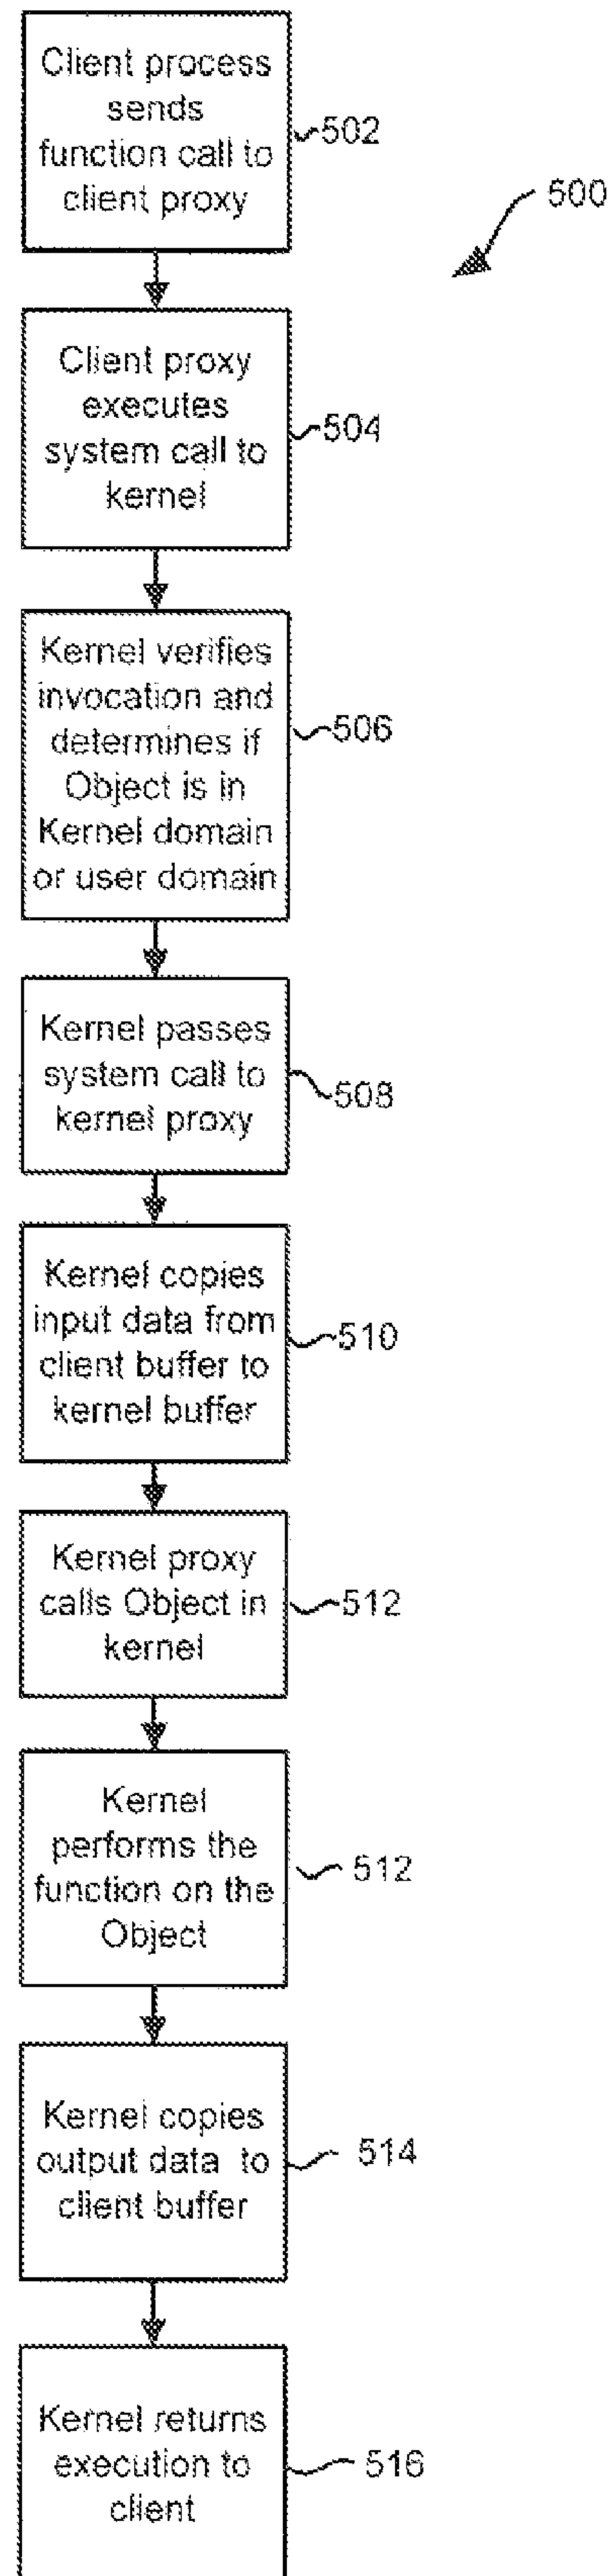 Client process
sends
function call to
client proxy
502
500
Client proxy
executes
system call to
kernel
504
Kernel verifies
invocation and
determines if
Object is in
Kernel domain
or user domain
506
Kernel passes
system call to
kernel proxy
508
Kernel copies
input data from
client buffer to
kernel buffer
510
Kernel proxy
calls Object in
kernel
512
Kernel
performs the
function on the
Object
512
Kernel copies
output data to
client buffer
514
Kernel returns
execution to
client
516